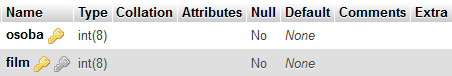 Name Type Collation Attributes Null Default Comments Extra
osoba int(8) No None
film int(8) No None